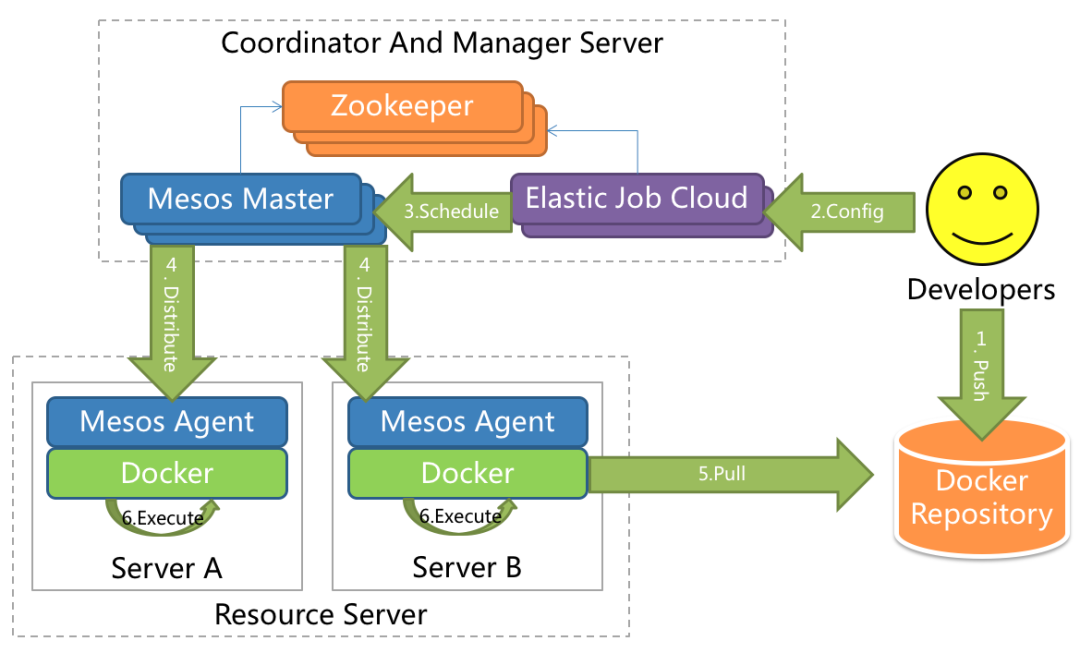 Coordinator And Manager Server
Zookeeper
Mesos Master
3.Schedule
Elastic Job Cloud
2.Config
Developers
4. Distribute
4. Distribute
1. Push
Mesos Agent
Docker
6.Execute
Server A
Mesos Agent
Docker
6.Execute
Server B
5.Pull
Docker
Repository
Resource Server